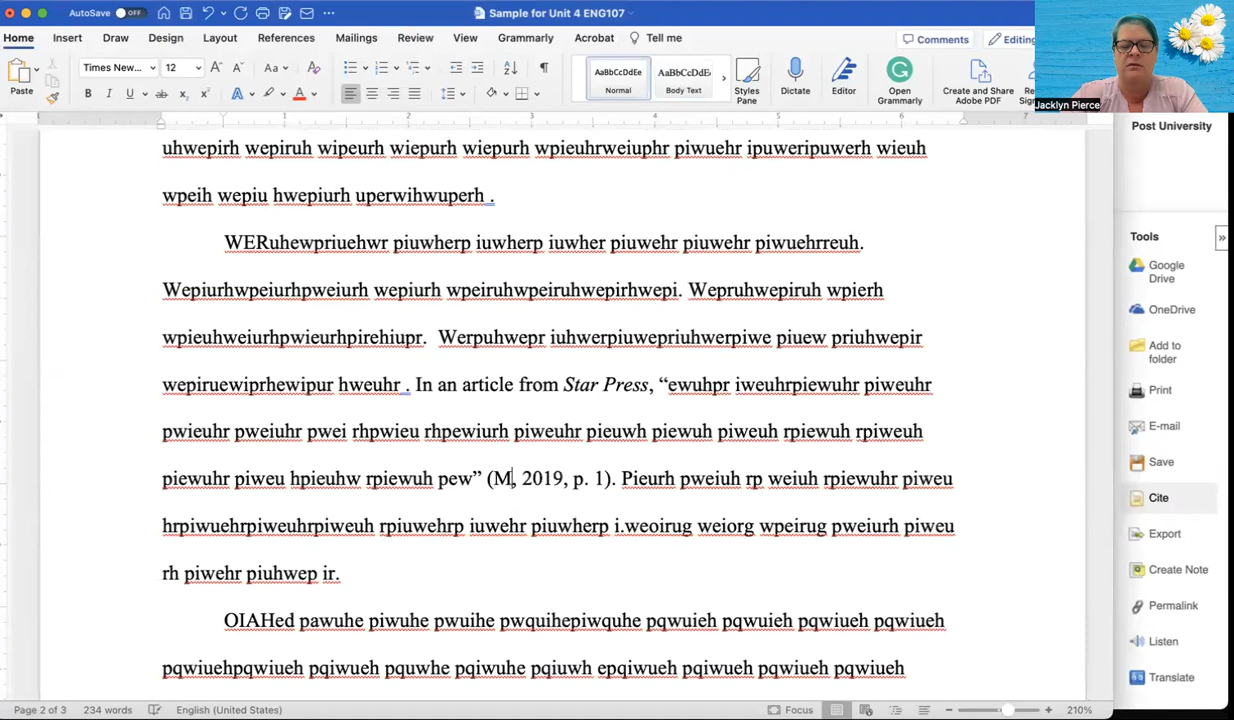 AutoSave OFF
Sample for Unit 4 ENG107
Home Insert Draw Design Layout References Mailings Review View Grammarly Acrobat Tell me
Comments
Editing
Paste
Times New... 12
Aa
AaBbCcDdEe
Normal
AaBbCcDdEe
Body Text
Styles Pane
Dictate
Editor
Open Grammarly
Create and Share Adobe PDF
Jacklyn Pierce
1 2 3 4 5 6
uhwepirh wepiruh wipeurh wiepurh wiepurh wpieuhrweiuphr piwuehr ipuweripuwerh wieuh
wpeih wepiu hwepiurh uperwihwuperh .
WERuhewpriuehwr piuwherp iuwherp iuwher piuwehr piuwehr piwuehrreuh.
Wepiurhwpeiurhpweiurh wepiurh wpeiruhwpeiruhwepirhwepi. Wepruhwepiruh wpierh
wpieuhweiurhpwieurhpirehiupr. Werpuhwepr iuhwerpiuwepriuhwerpiwe piuew priuhwepir
wepiruewiprhewipur hweuhr . In an article from Star Press, “ewuhpr iweuhrpiewuhr piweuhr
pwieuhr pweiuhr pwei rhpwieu rhpewiurh piweuhr pieuwh piewuh piweuh rpiewuh rpiweuh
piewuhr piweu hpieuhw rpiewuh pew” (M, 2019, p. 1). Pieurh pweiuh rp weiuh rpiewuhr piweu
hrpiwuehrpiweuhrpiweuh rpiuwehrp iuwehr piuwherp i.weoirug weiorg wpeirug pweiurh piweu
rh piwehr piuhwep ir.
OIAHed pawuhe piwuhe pwuihe pwquihepiwquhe pqwuieh pqwuieh pqwiueh pqwiueh
pqwiuehpqwiueh pqiwueh pquwhe pqiwuhe pqiuwh epqiwueh pqiwueh pqwiueh pqwiueh
Page 2 of 3 234 words English (United States) Focus 210%
Post University
Tools
Google Drive
OneDrive
Add to folder
Print
E-mail
Save
Cite
Export
Create Note
Permalink
Listen
Translate